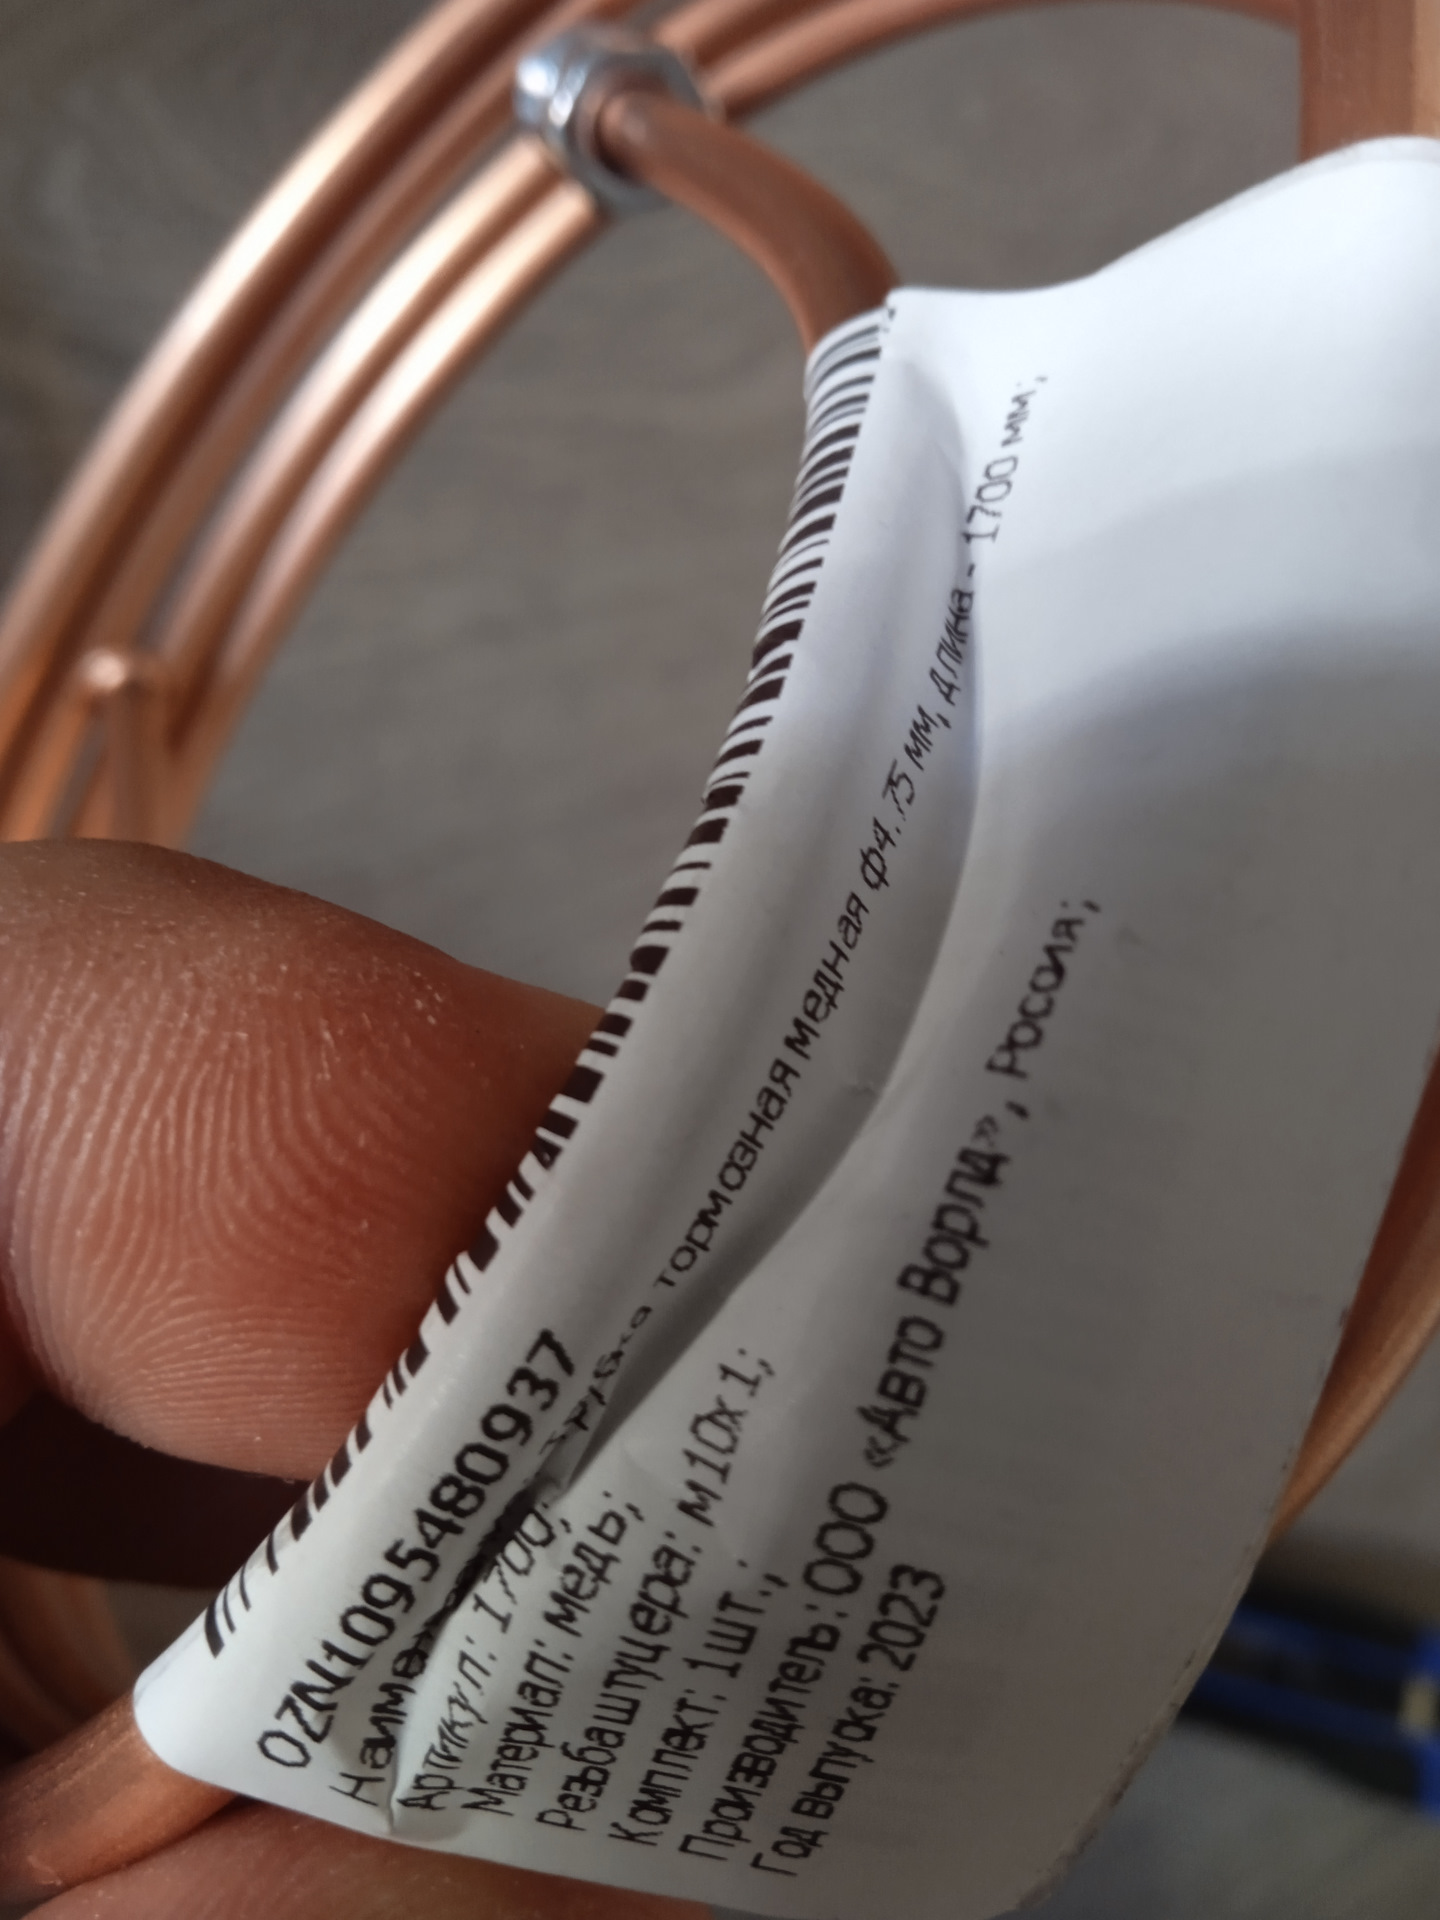 OZN1095480937
Наименование: Трубка тормозная медная Ф4.75 мм, длина - 1700 мм;
Артикул: 1700;
Материал: медь;
Резьба штуцера: м10х1;
Комплект: 1шт.;
Производитель: ООО «Авто Ворлд», Россия;
Год выпуска: 2023